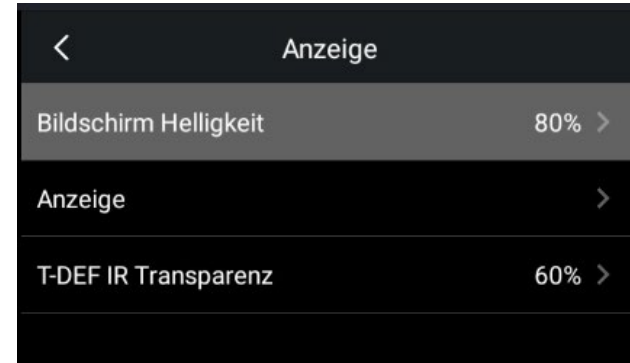 Anzeige
Bildschirm Helligkeit 80%
Anzeige
T-DEF IR Transparenz 60%